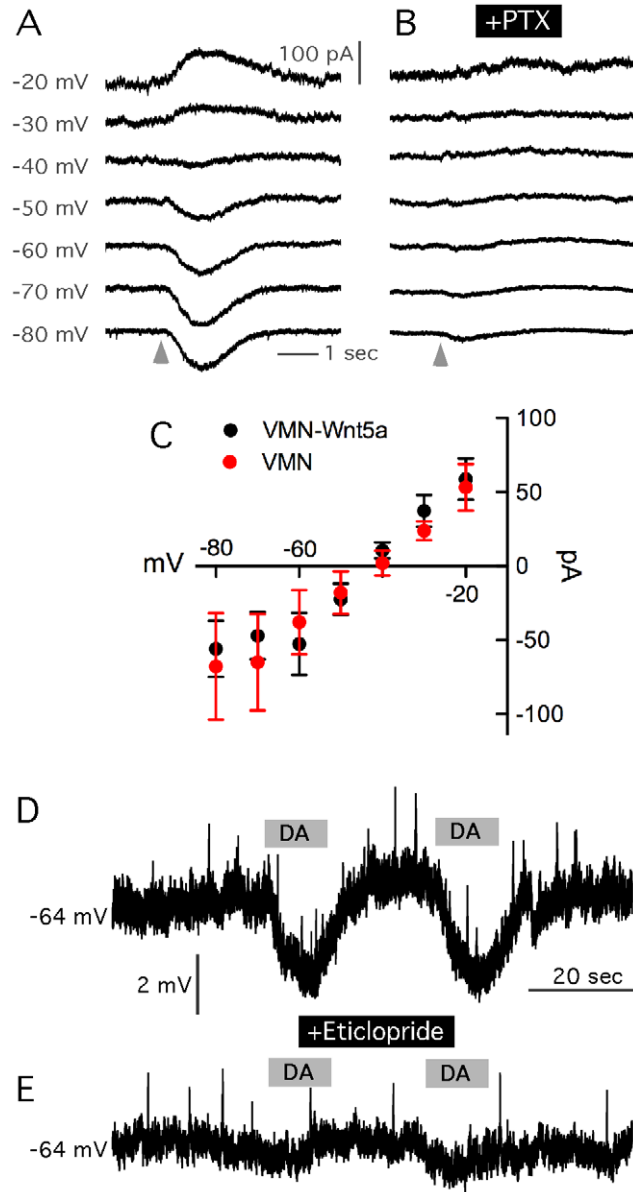 A
B
+PTX
100 pA
-20 mV
-30 mV
-40 mV
-50 mV
-60 mV
-70 mV
-80 mV
1 sec
C
VMN-Wnt5a
VMN
100
50
0
-50
-100
pA
mV
-80
-60
-20
D
DA
DA
-64 mV
2 mV
20 sec
+Eticlopride
E
DA
DA
-64 mV